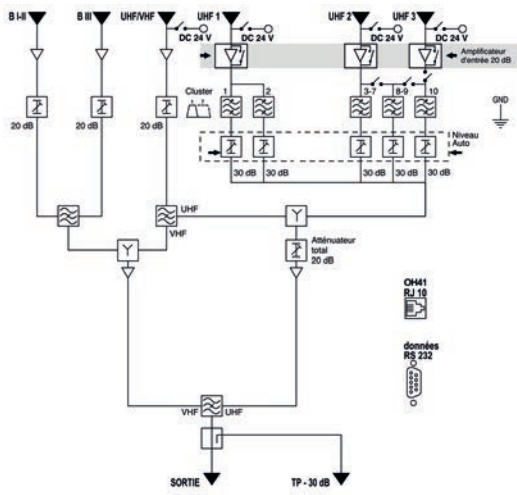 B I-II
B III
UHF/VHF
UHF 1
UHF 2
UHF 3
DC 24 V
DC 24 V
DC 24 V
DC 24 V
Amplificateur
d'entrée 20 dB
Cluster
1
2
3-7
8-9
10
GND
20 dB
20 dB
20 dB
Niveau
Auto
30 dB
30 dB
30 dB
30 dB
30 dB
UHF
VHF
Atténuateur
total
20 dB
OH41
RJ 10
données
RS 232
VHF
UHF
SORTIE
TP - 30 dB